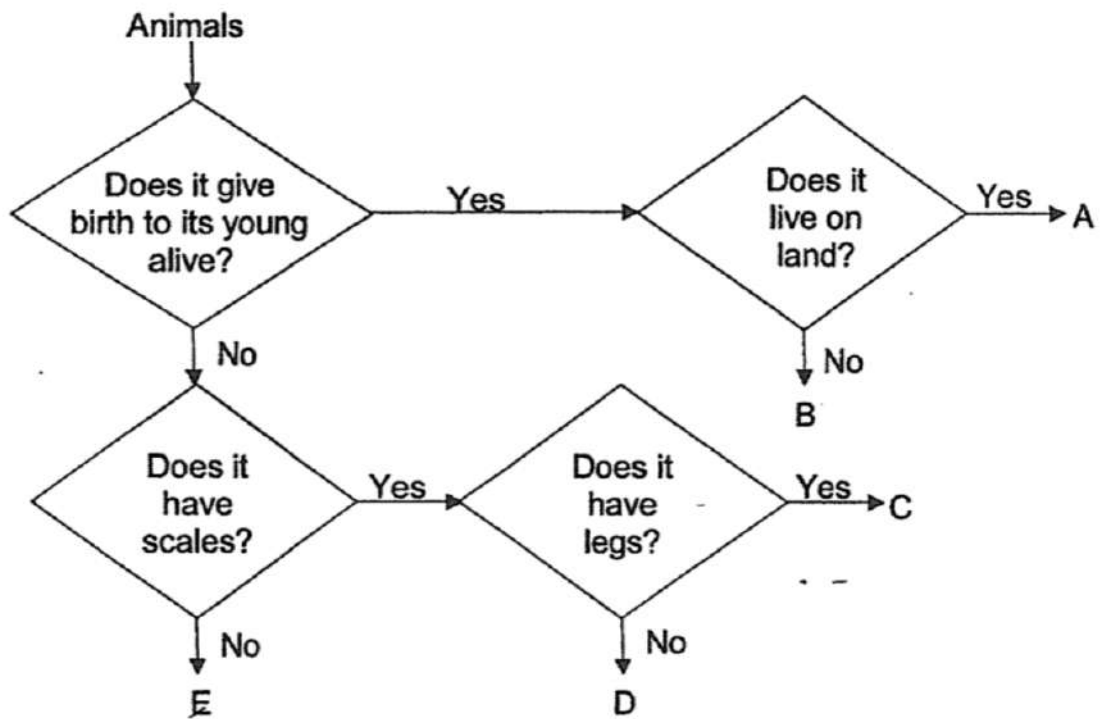 Animals
Does it give
birth to its young
alive?
Yes
Does it
live on
land?
Yes
A
No
B
No
Does it
have
scales?
Yes
Does it
have
legs?
Yes
C
No
E
No
D